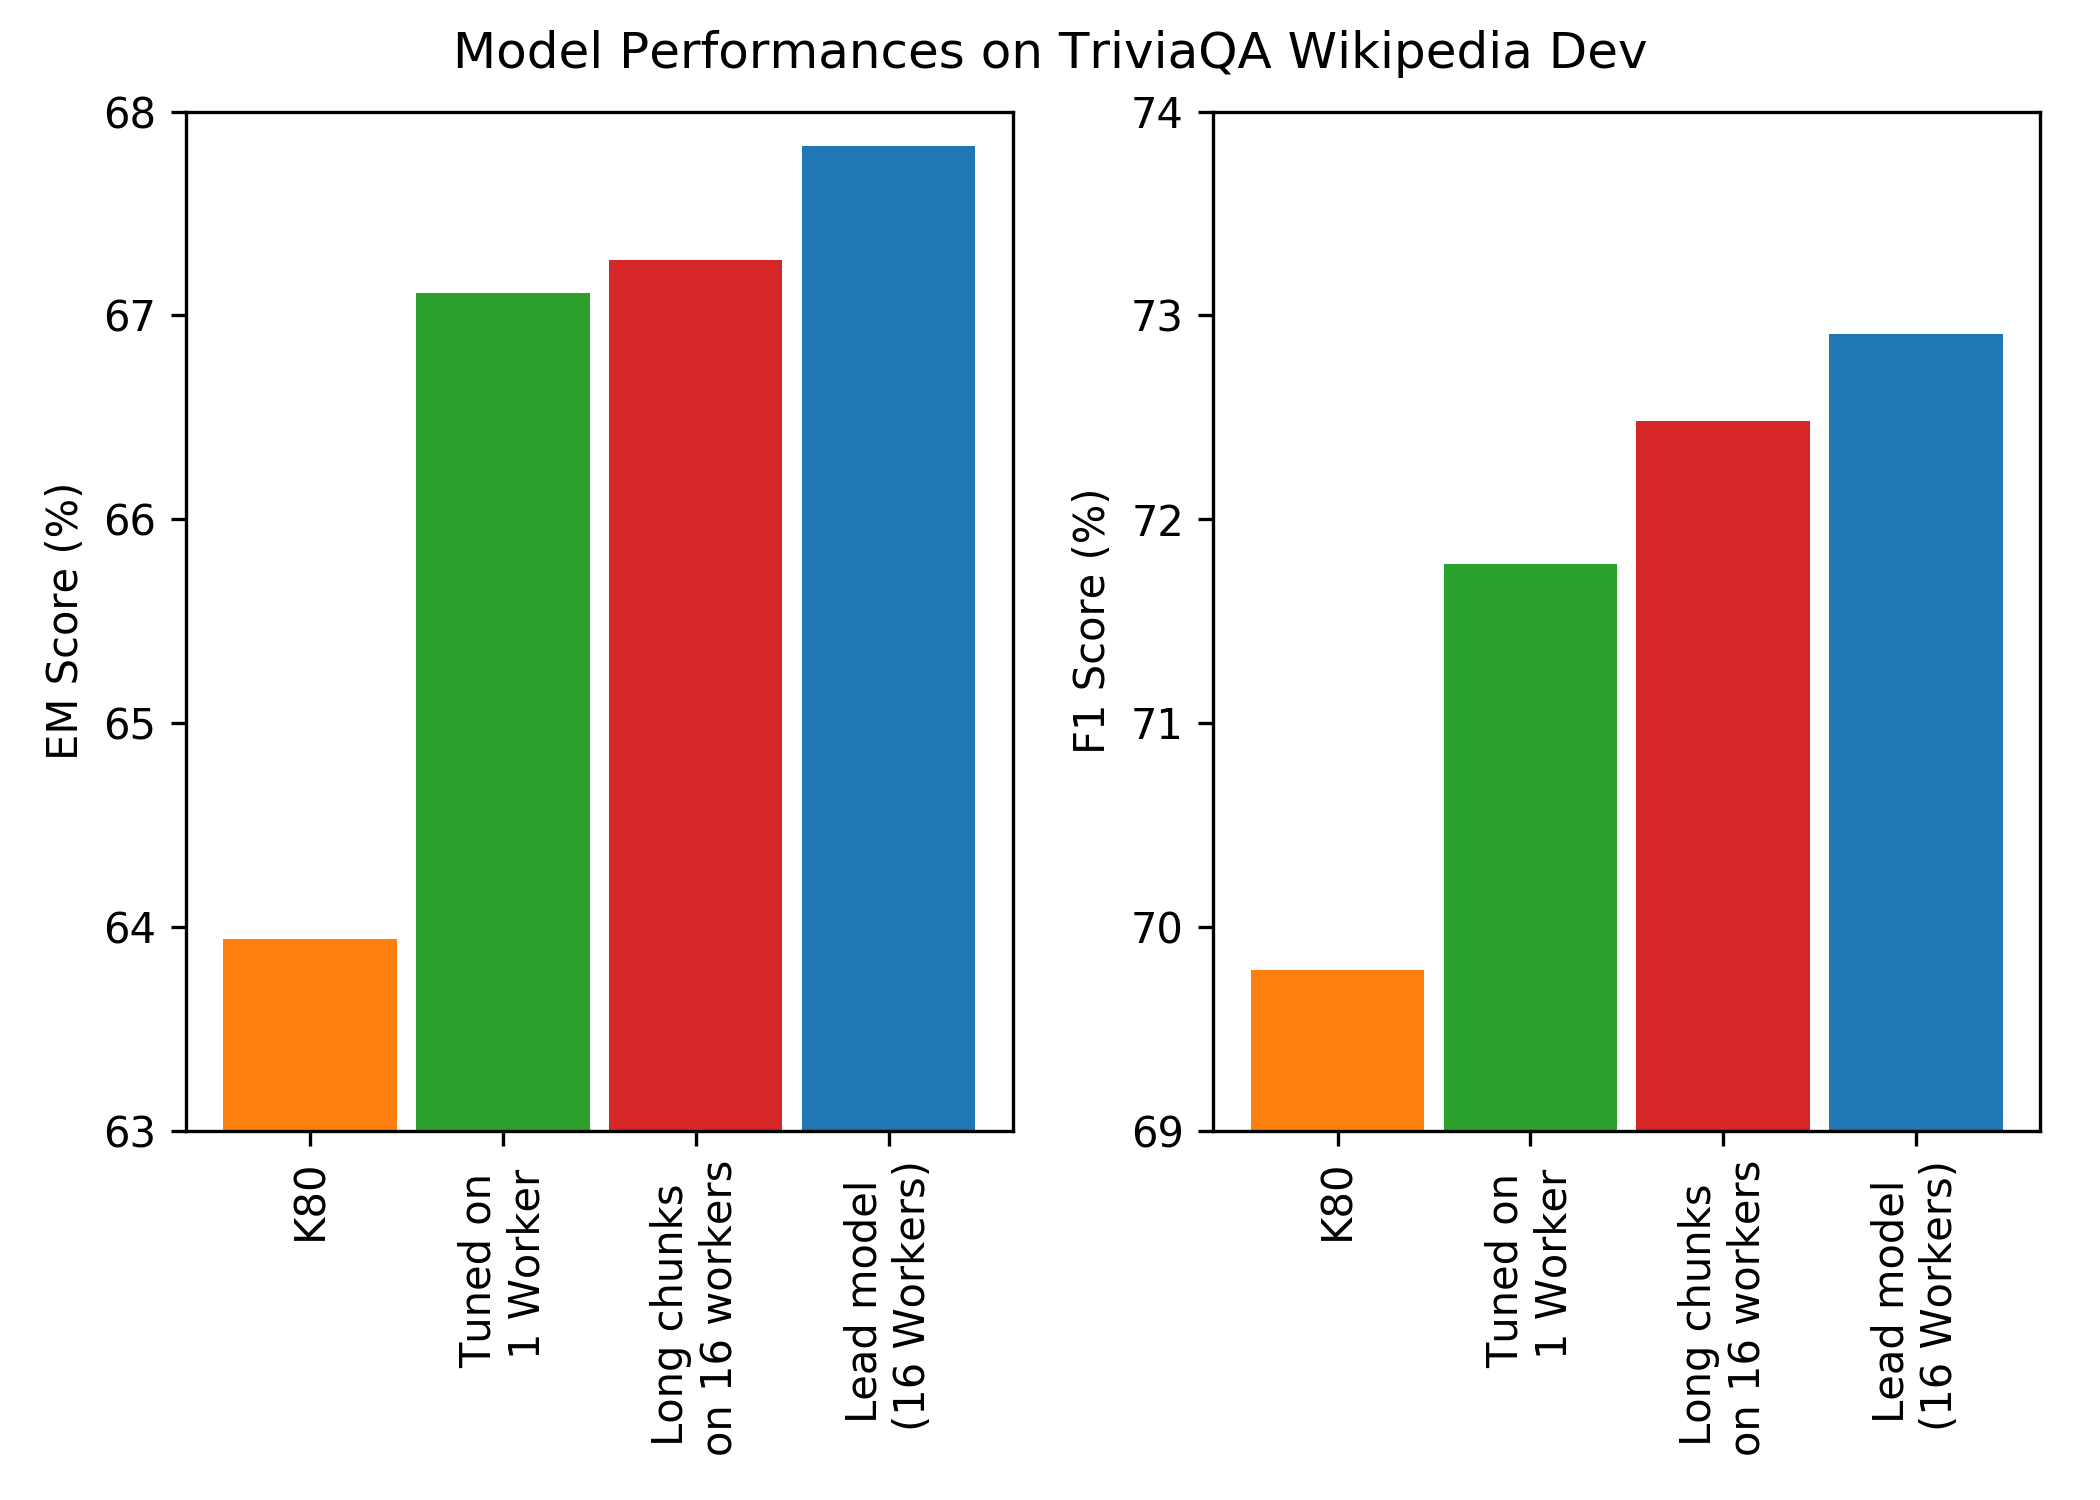 Model Performances on TriviaQA Wikipedia Dev
EM Score (%)
68
67
66
65
64
63
K80
Tuned on
1 Worker
Long chunks
on 16 workers
Lead model
(16 Workers)
F1 Score (%)
74
73
72
71
70
69
K80
Tuned on
1 Worker
Long chunks
on 16 workers
Lead model
(16 Workers)